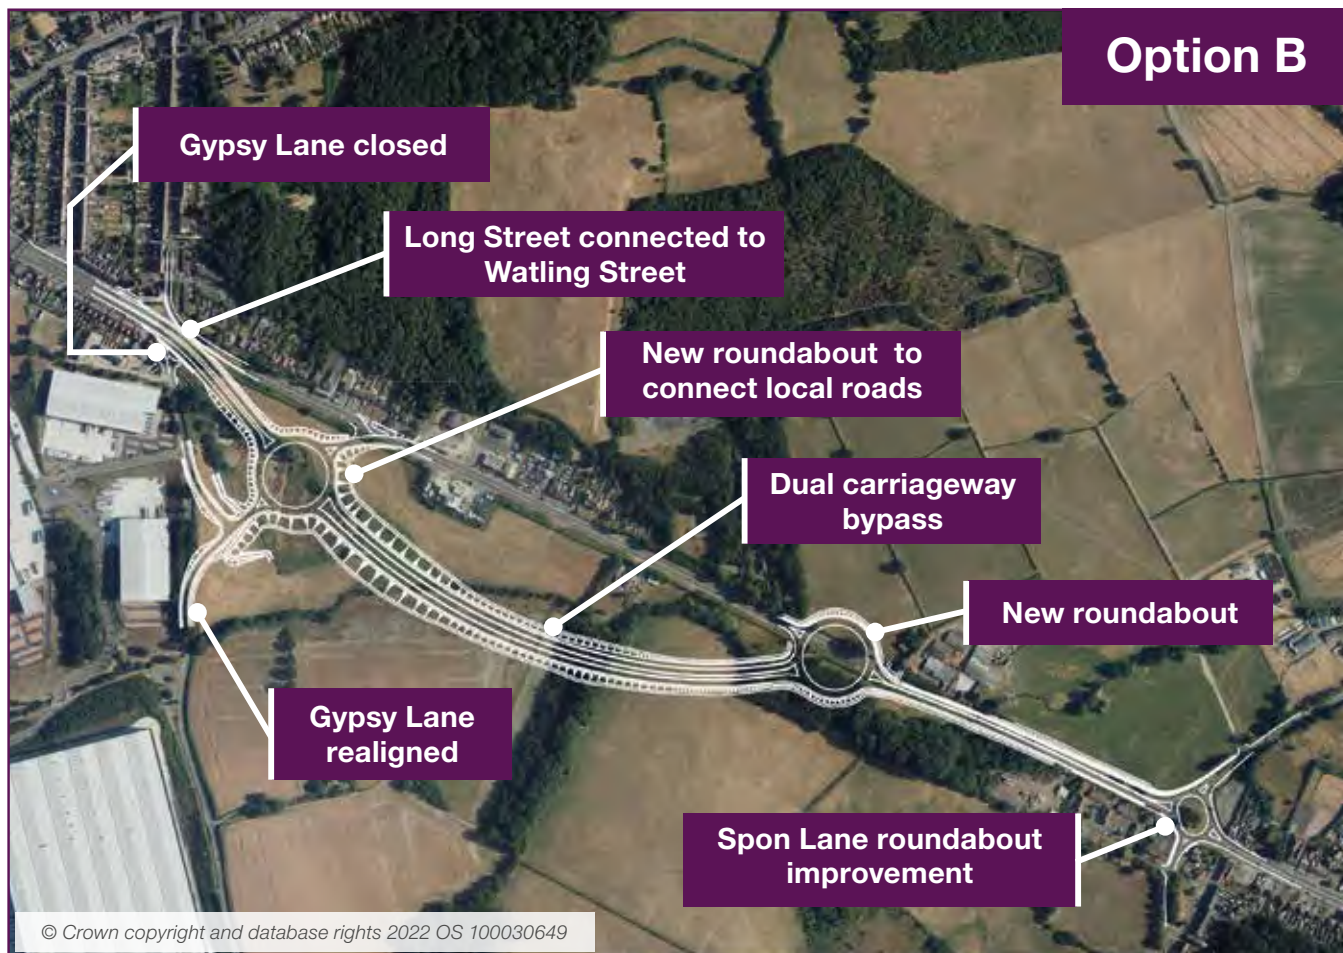 Option B
Gypsy Lane closed
Long Street connected to
Watling Street
New roundabout to
connect local roads
Dual carriageway
bypass
New roundabout
Gypsy Lane
realigned
Spon Lane roundabout
improvement
© Crown copyright and database rights 2022 OS 100030649